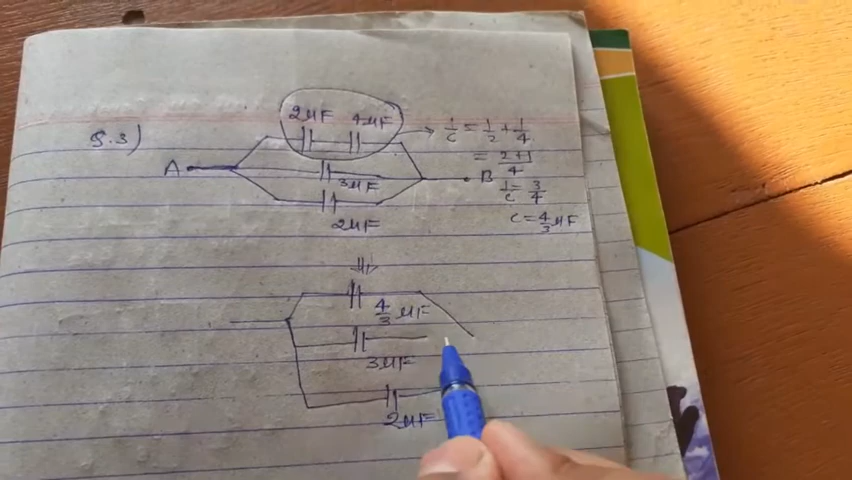 Q.3)
2μF 4μF
1/C = 1/2 + 1/4
= 2+1/4
A
3μF
B
1/C = 3/4
2μF
C = 4/3 μF
4/3 μF
3μF
2μF